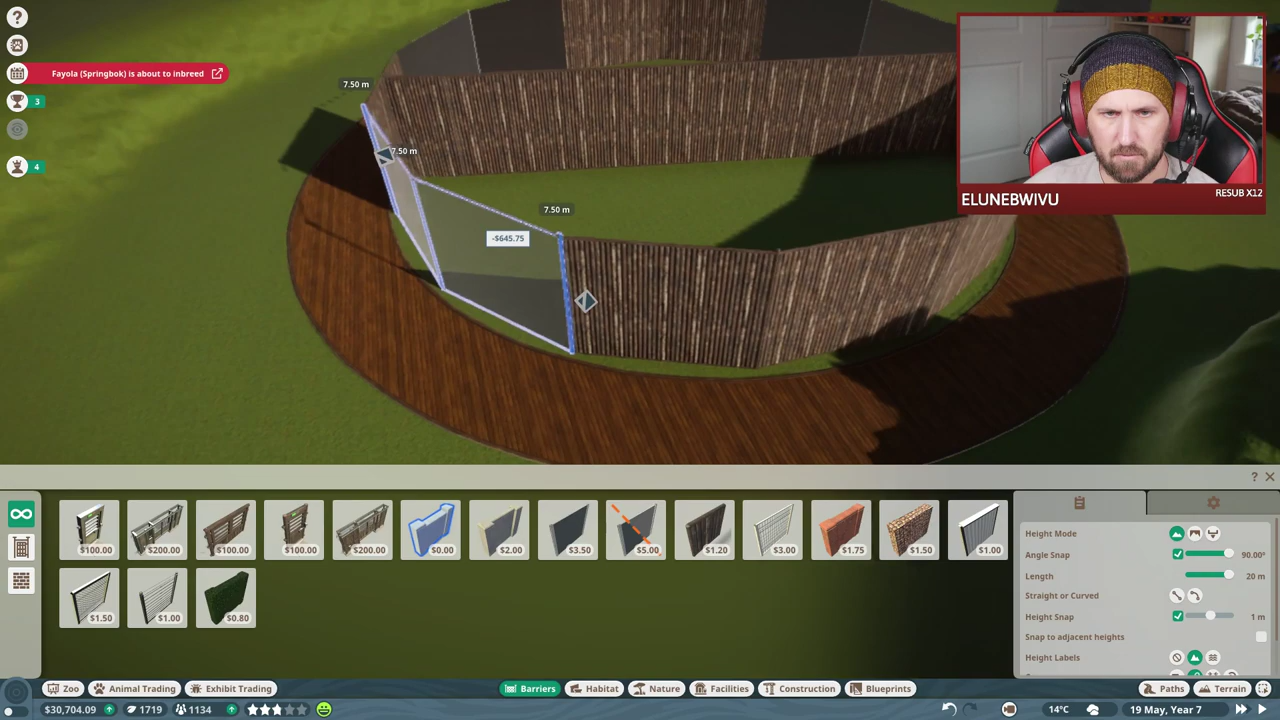 ?
Fayola (Springbok) is about to inbreed
3
4
7.50 m
7.50 m
7.50 m
-$645.75
ELUNEBWIVU
RESUB X12
?
$100.00
$200.00
$100.00
$100.00
$200.00
$0.00
$2.00
$3.50
$5.00
$1.20
$3.00
$1.75
$1.50
$1.00
$1.50
$1.00
$0.80
Height Mode
Angle Snap
90.00°
Length
20 m
Straight or Curved
Height Snap
1 m
Snap to adjacent heights
Height Labels
Zoo
Animal Trading
Exhibit Trading
Barriers
Habitat
Nature
Facilities
Construction
Blueprints
Paths
Terrain
$30,704.09
1719
1134
14°C
19 May, Year 7